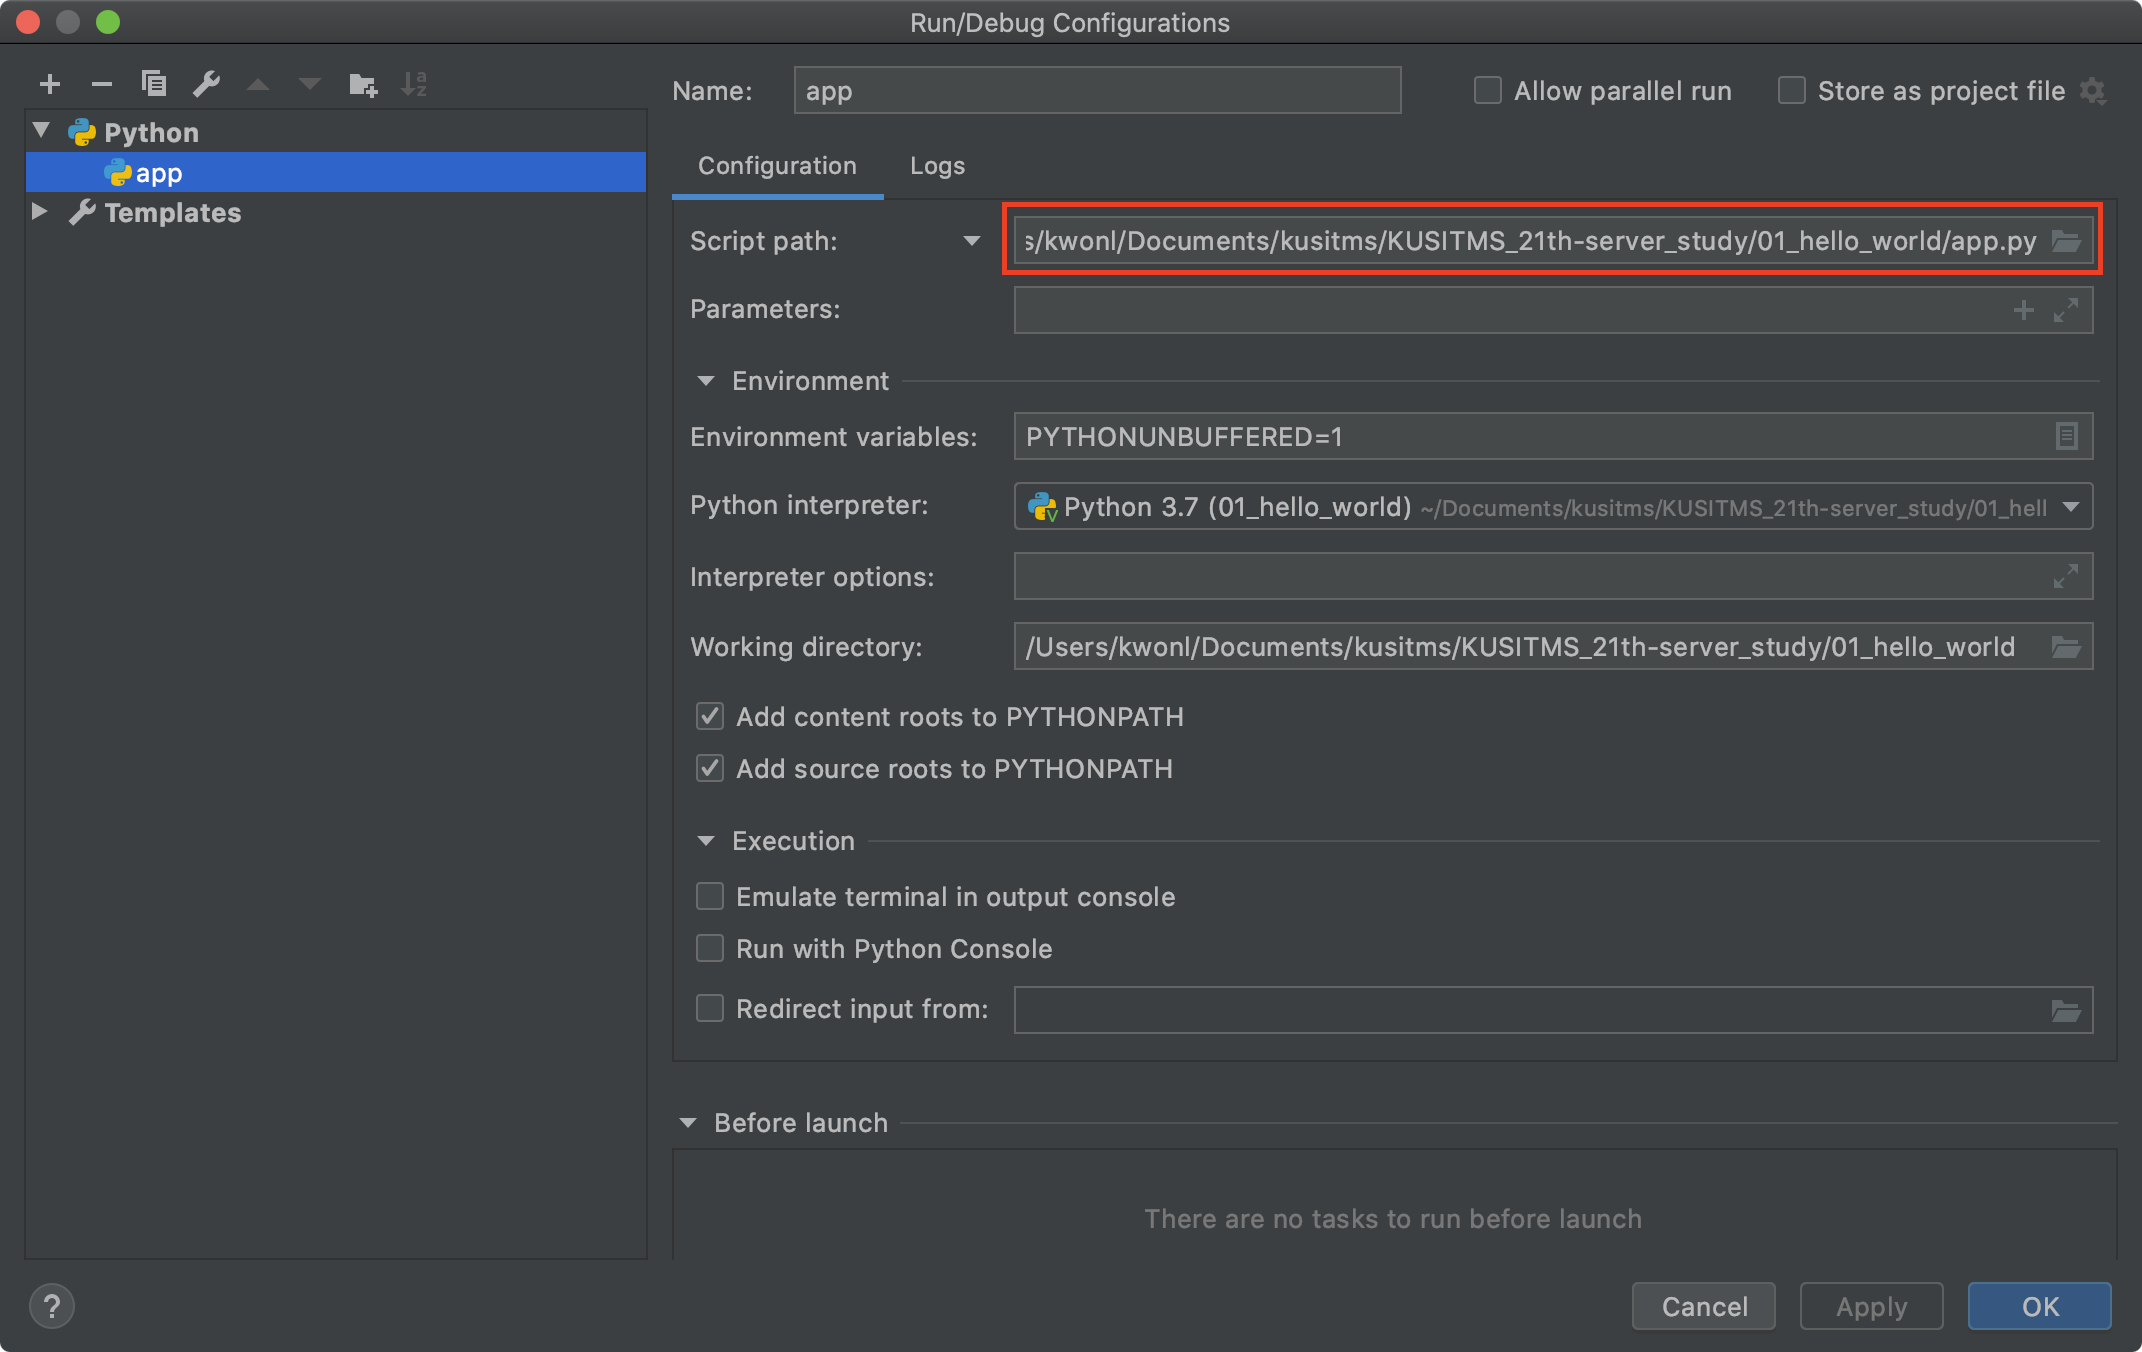 Run/Debug Configurations
Name: app Allow parallel run Store as project file
Python
app
Templates
Configuration Logs
Script path: s/kwonl/Documents/kusitms/KUSITMS_21th-server_study/01_hello_world/app.py
Parameters:
Environment
Environment variables: PYTHONUNBUFFERED=1
Python interpreter: Python 3.7 (01_hello_world) ~/Documents/kusitms/KUSITMS_21th-server_study/01_hell
Interpreter options:
Working directory: /Users/kwonl/Documents/kusitms/KUSITMS_21th-server_study/01_hello_world
Add content roots to PYTHONPATH
Add source roots to PYTHONPATH
Execution
Emulate terminal in output console
Run with Python Console
Redirect input from:
Before launch
There are no tasks to run before launch
? Cancel Apply OK